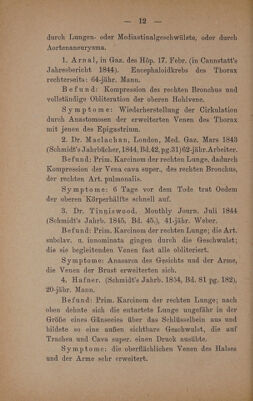 — 12 —
durch Lungen- oder Mediastinalgeschwülste, oder durch
Aortenaneurysma.
1. Arnal, in Gaz. des Hôp. 17. Febr. (in Cannstatt's
Jahresbericht 1844). Encephaloidkrebs des Thorax
rechterseits: 64-jähr. Mann.
Befund: Kompression des rechten Bronchus und
vollständige Obliteration der oberen Hohlvene.
Symptome: Wiederherstellung der Cirkulation
durch Anastomosen der erweiterten Venen des Thorax
mit jenen des Epigastrium.
2. Dr. Maclachan, London, Med. Gaz. Mars 1843
(Schmidt's Jahrbücher, 1844, Bd.42, pg.31) 62-jähr. Arbeiter.
Befund: Prim. Karcinom der rechten Lunge, dadurch
Kompression der Vena cava super., des rechten Bronchus,
der rechten Art. pulmonalis.
Symptome: 6 Tage vor dem Tode trat Oedem
der oberen Körperhälfte schnell auf.
3. Dr. Tinniswood. Monthly Journ. Juli 1844
(Schmidt's Jahrb. 1845, Bd. 45.), 41-jähr. Weber.
Befund: Prim. Karcinom der rechten Lunge; die Art.
subclav. u. innominata gingen durch die Geschwulst;
die sie begleitenden Venen fast alle obliteriert.
Symptome: Anasarca des Gesichts und der Arme,
die Venen der Brust erweiterten sich.
4. Hafner. (Schmidt's Jahrb. 1854, Bd. 81 pg. 182),
20-jähr. Mann.
Befund: Prim. Karcinom der rechten Lunge; nach
oben dehnte sich die entartete Lunge ungefähr in der
Größe eines Gänseeies über das Schlüsselbein aus und
bildete so eine außen sichtbare Geschwulst, die auf
Trachea und Cava super. einen Druck ausübte.
Symptome: die oberflächlichen Venen des Halses
und der Arme sehr erweitert.